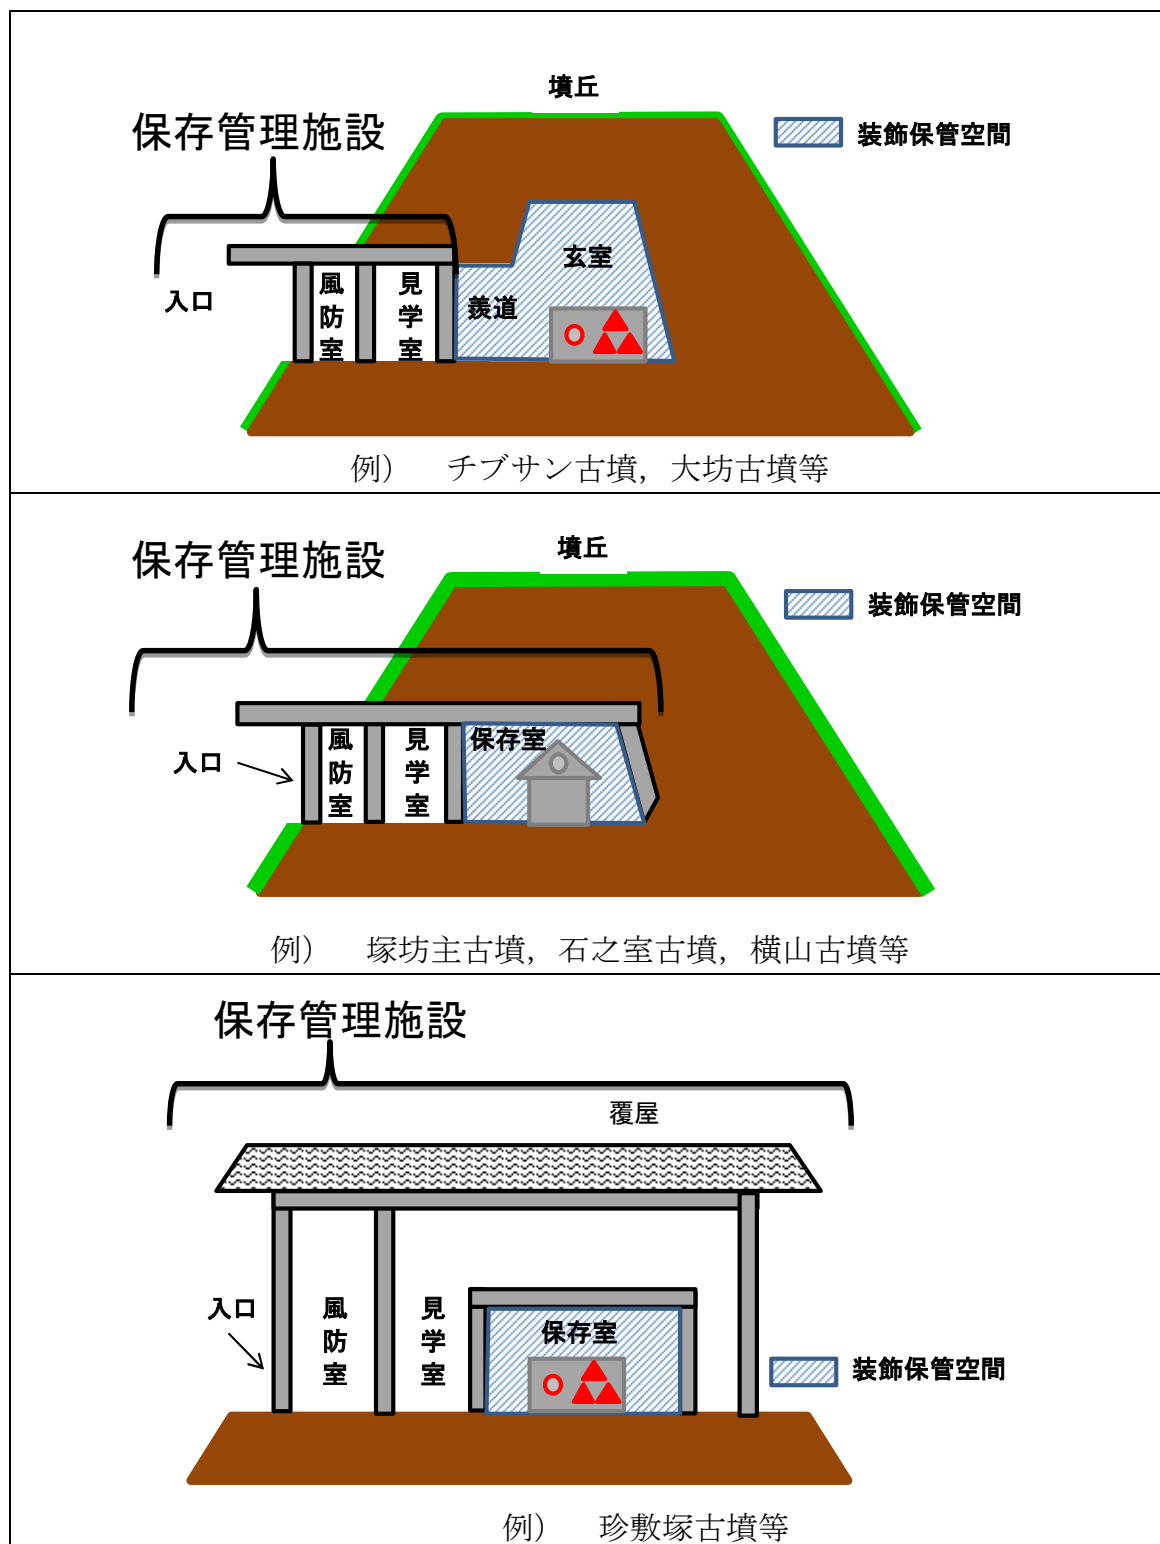 墳丘
保存管理施設
装飾保管空間
玄室
入口
風防室
見学室
羨道
例）　チブサン古墳，大坊古墳等
墳丘
保存管理施設
装飾保管空間
保存室
入口
風防室
見学室
例）　塚坊主古墳，石之室古墳，横山古墳等
保存管理施設
覆屋
入口
風防室
見学室
保存室
装飾保管空間
例）　珍敷塚古墳等